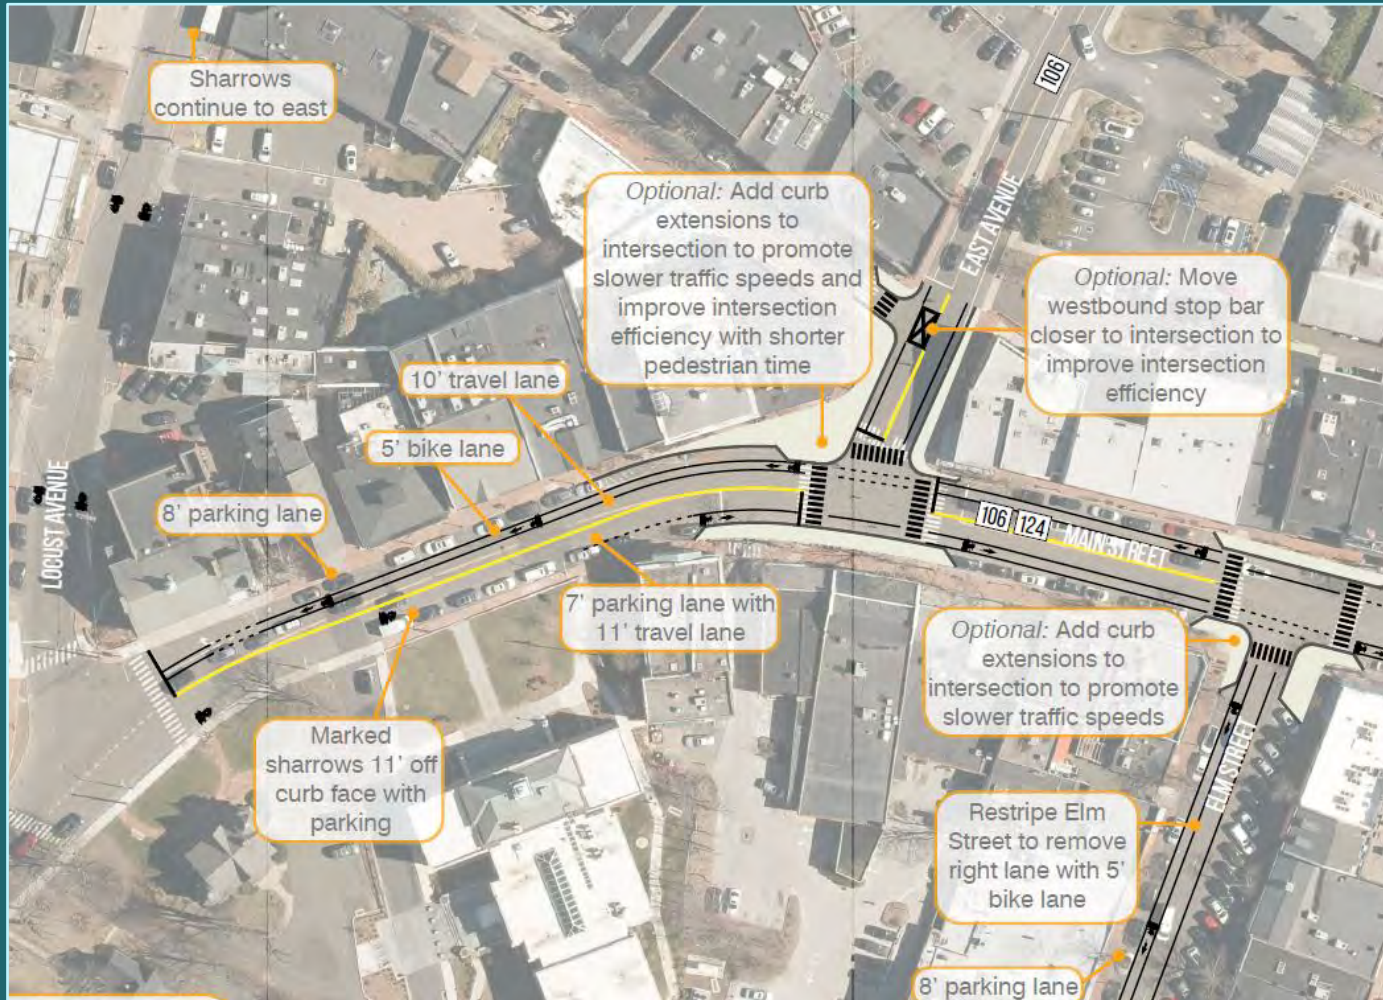 Sharrows
continue to east
106
EAST AVENUE
Optional: Add curb
extensions to
intersection to promote
slower traffic speeds and
improve intersection
efficiency with shorter
pedestrian time
Optional: Move
westbound stop bar
closer to intersection to
improve intersection
efficiency
10’ travel lane
5’ bike lane
8’ parking lane
LOCUST AVENUE
106 124 MAIN STREET
7’ parking lane with
11’ travel lane
Optional: Add curb
extensions to
intersection to promote
slower traffic speeds
Marked
sharrows 11’ off
curb face with
parking
ELM STREET
Restripe Elm
Street to remove
right lane with 5’
bike lane
8’ parking lane